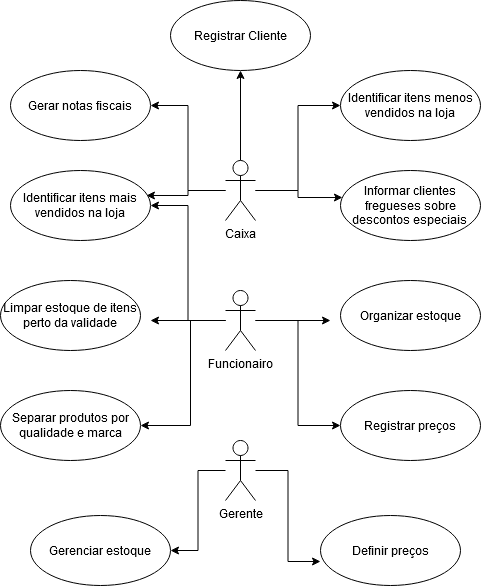 Registrar Cliente
Gerar notas fiscais
Identificar itens menos
vendidos na loja
Identificar itens mais
vendidos na loja
Informar clientes
fregueses sobre
descontos especiais
Caixa
Limpar estoque de itens
perto da validade
Organizar estoque
Funcionairo
Separar produtos por
qualidade e marca
Registrar preços
Gerente
Gerenciar estoque
Definir preços